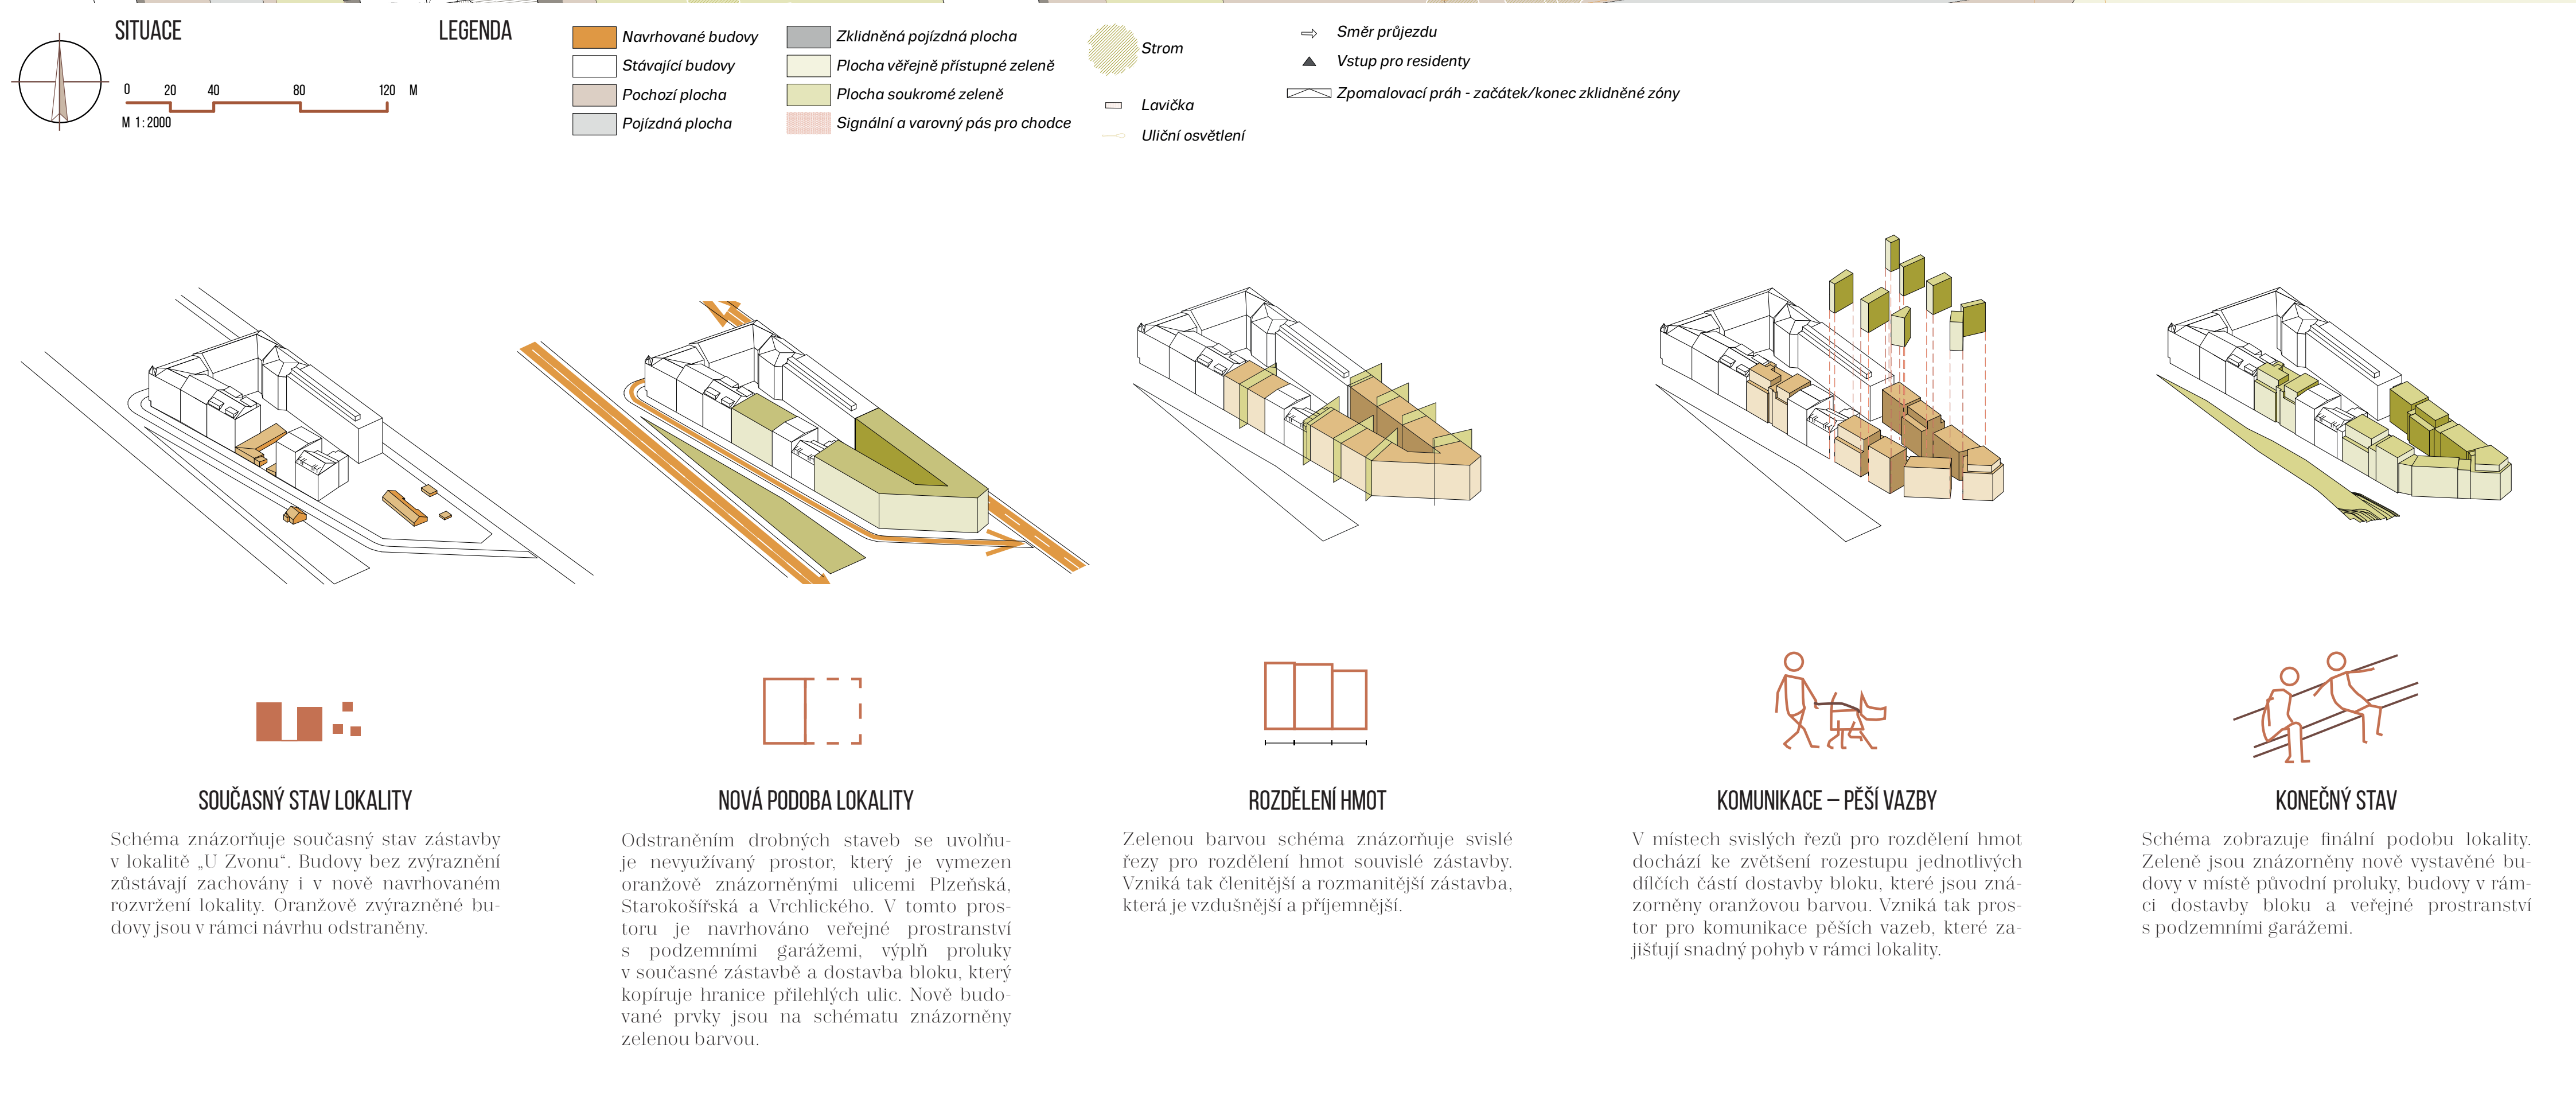 SITUACE
0 20 40 80 120 M
M 1:2000
LEGENDA
Navrhované budovy
Stávající budovy
Pochozí plocha
Pojízdná plocha
Zklidněná pojízdná plocha
Plocha věřejně přístupné zeleně
Plocha soukromé zeleně
Signální a varovný pás pro chodce
Strom
Lavička
Uliční osvětlení
Směr průjezdu
Vstup pro residenty
Zpomalovací práh - začátek/konec zklidněné zóny
SOUČASNÝ STAV LOKALITY
Schéma znázorňuje současný stav zástavby
v lokalitě „U Zvonu“. Budovy bez zvýraznění
zůstávají zachovány i v nově navrhovaném
rozvržení lokality. Oranžově zvýrazněné bu-
dovy jsou v rámci návrhu odstraněny.
NOVÁ PODOBA LOKALITY
Odstraněním drobných staveb se uvolňu-
je nevyužívaný prostor, který je vymezen
oranžově znázorněnými ulicemi Plzeňská,
Starokošířská a Vrchlického. V tomto pros-
toru je navrhováno veřejné prostranství
s podzemními garážemi, výplň proluky
v současné zástavbě a dostavba bloku, který
kopíruje hranice přilehlých ulic. Nově budo-
vané prvky jsou na schématu znázorněny
zelenou barvou.
ROZDĚLENÍ HMOT
Zelenou barvou schéma znázorňuje svislé
řezy pro rozdělení hmot souvislé zástavby.
Vzniká tak členitější a rozmanitější zástavba,
která je vzdušnější a příjemnější.
KOMUNIKACE – PĚŠÍ VAZBY
V místech svislých řezů pro rozdělení hmot
dochází ke zvětšení rozestupu jednotlivých
dílčích částí dostavby bloku, které jsou zná-
zorněny oranžovou barvou. Vzniká tak pros-
tor pro komunikace pěších vazeb, které za-
jišťují snadný pohyb v rámci lokality.
KONEČNÝ STAV
Schéma zobrazuje finální podobu lokality.
Zeleně jsou znázorněny nově vystavěné bu-
dovy v místě původní proluky, budovy v rám-
ci dostavby bloku a veřejné prostranství
s podzemními garážemi.